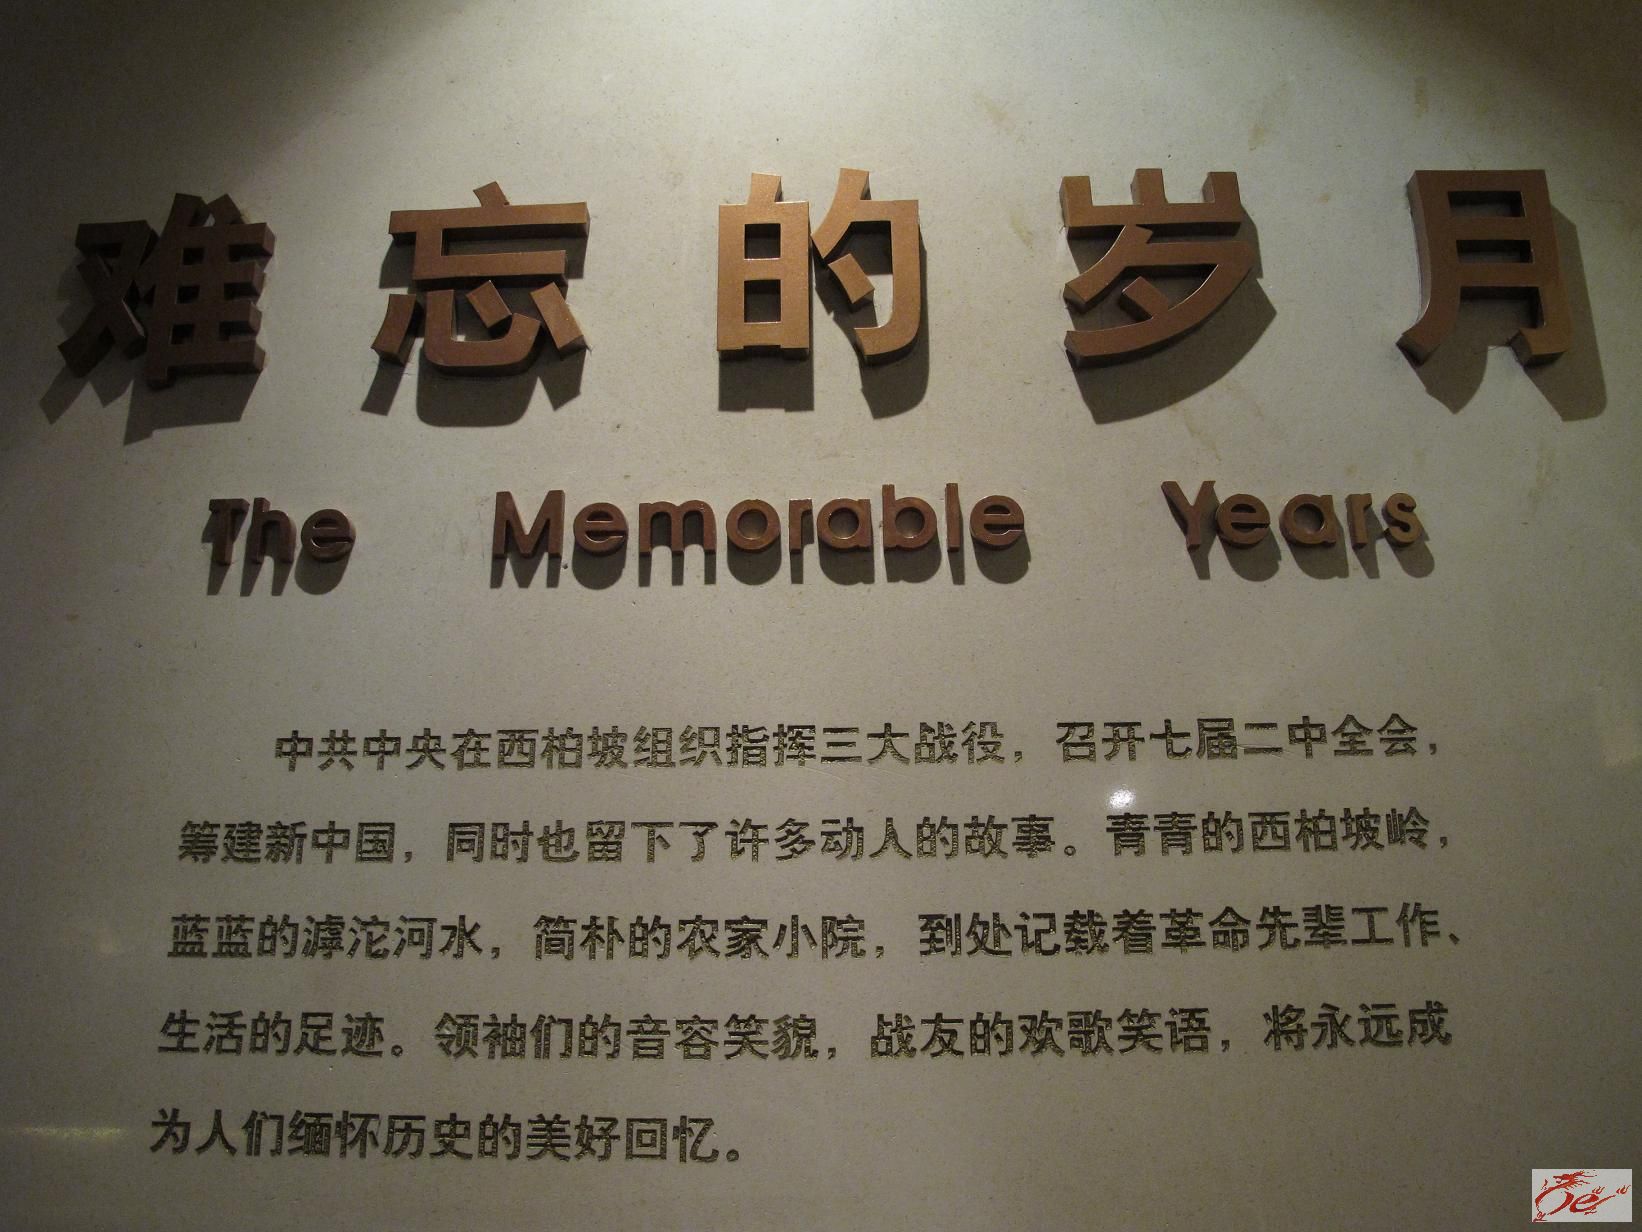 难忘的岁月
The Memorable Years
中共中央在西柏坡组织指挥三大战役，召开七届二中全会，
筹建新中国，同时也留下了许多动人的故事。青青的西柏坡岭，
蓝蓝的滹沱河水，简朴的农家小院，到处记载着革命先辈工作、
生活的足迹。领袖们的音容笑貌，战友的欢歌笑语，将永远成
为人们缅怀历史的美好回忆。